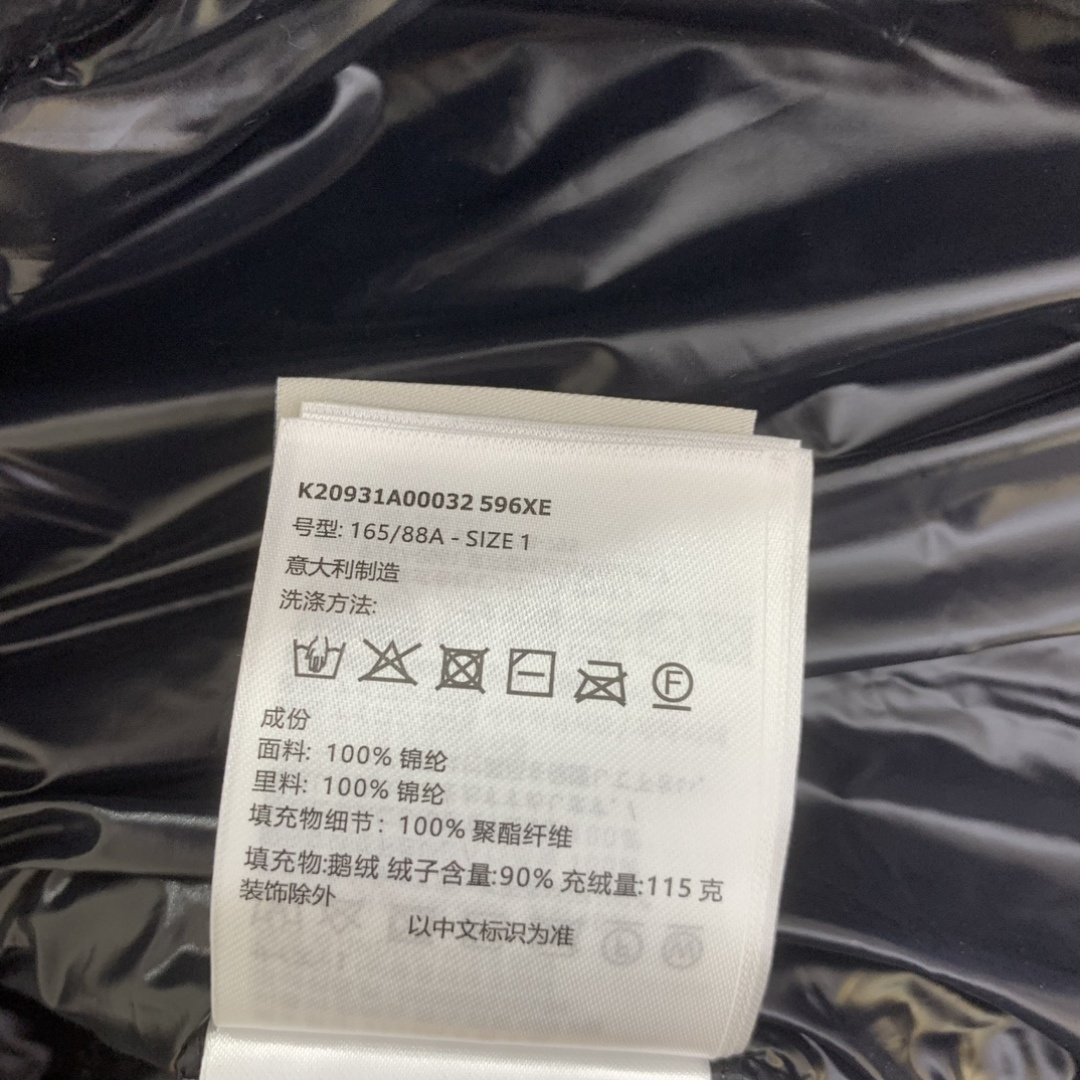 K20931A00032 596XE
号型: 165/88A - SIZE 1
意大利制造
洗涤方法:
F
成份
面料: 100% 锦纶
里料: 100% 锦纶
填充物细节：100% 聚酯纤维
填充物:鹅绒 绒子含量:90% 充绒量:115 克
装饰除外
以中文标识为准